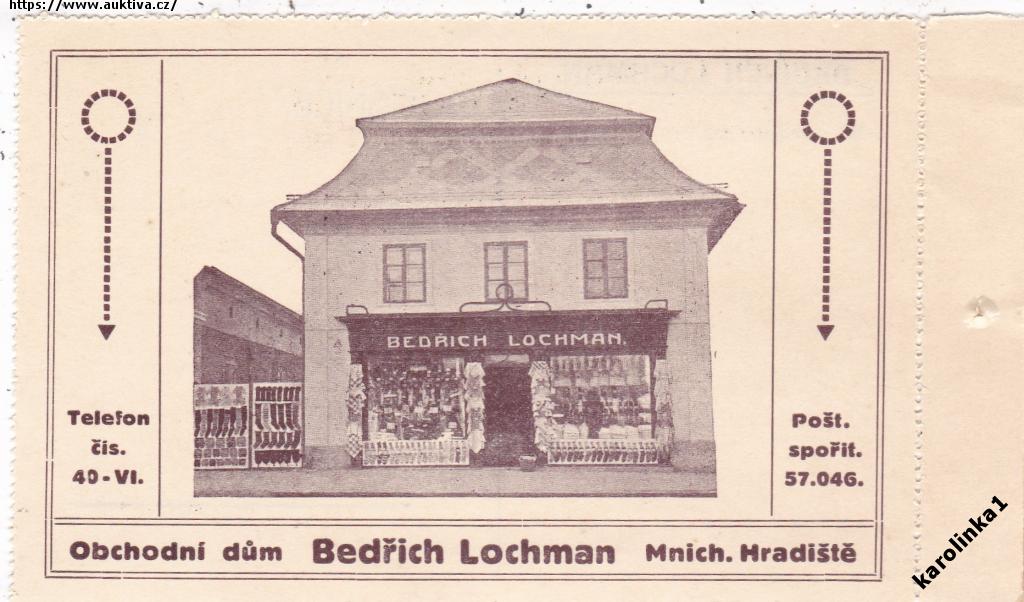 https://www.auktiva.cz/
BEDŘICH LOCHMAN.
Telefon
čís.
40-VI.
Pošt.
spořit.
57.046.
Obchodní dům Bedřich Lochman Mnich. Hradiště
karolinka1